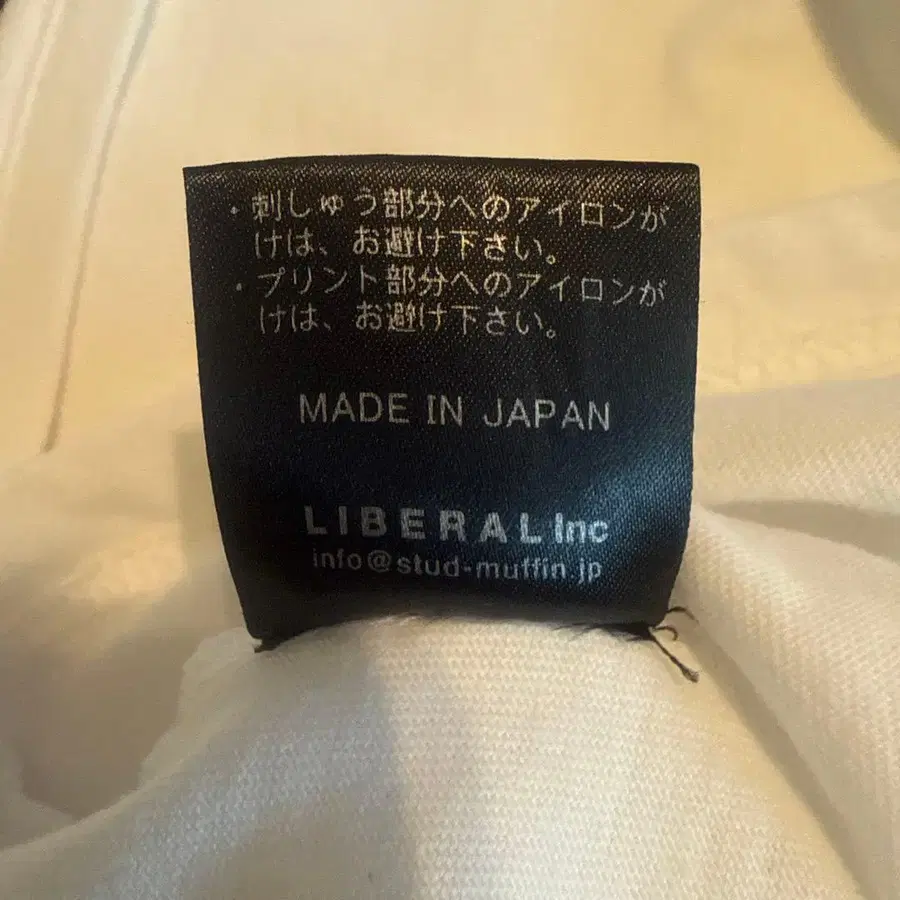 ・刺しゅう部分へのアイロンが
けは、お避け下さい。
・プリント部分へのアイロンが
けは、お避け下さい。
MADE IN JAPAN
LIBERAL Inc
info@stud-muffin.jp